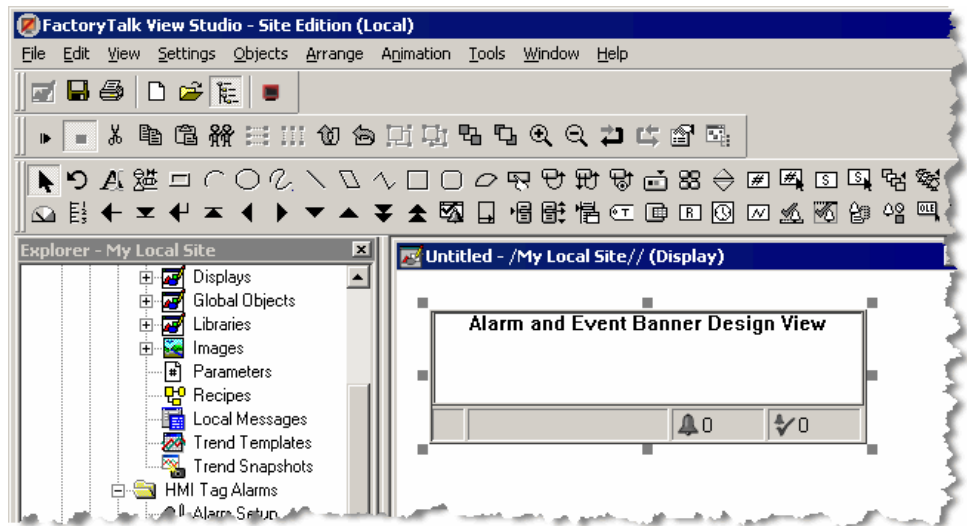 FactoryTalk View Studio - Site Edition (Local)
File Edit View Settings Objects Arrange Animation Tools Window Help
Explorer - My Local Site
Displays
Global Objects
Libraries
Images
Parameters
Recipes
Local Messages
Trend Templates
Trend Snapshots
HMI Tag Alarms
Alarm Setup
Untitled - /My Local Site// (Display)
Alarm and Event Banner Design View
0 0